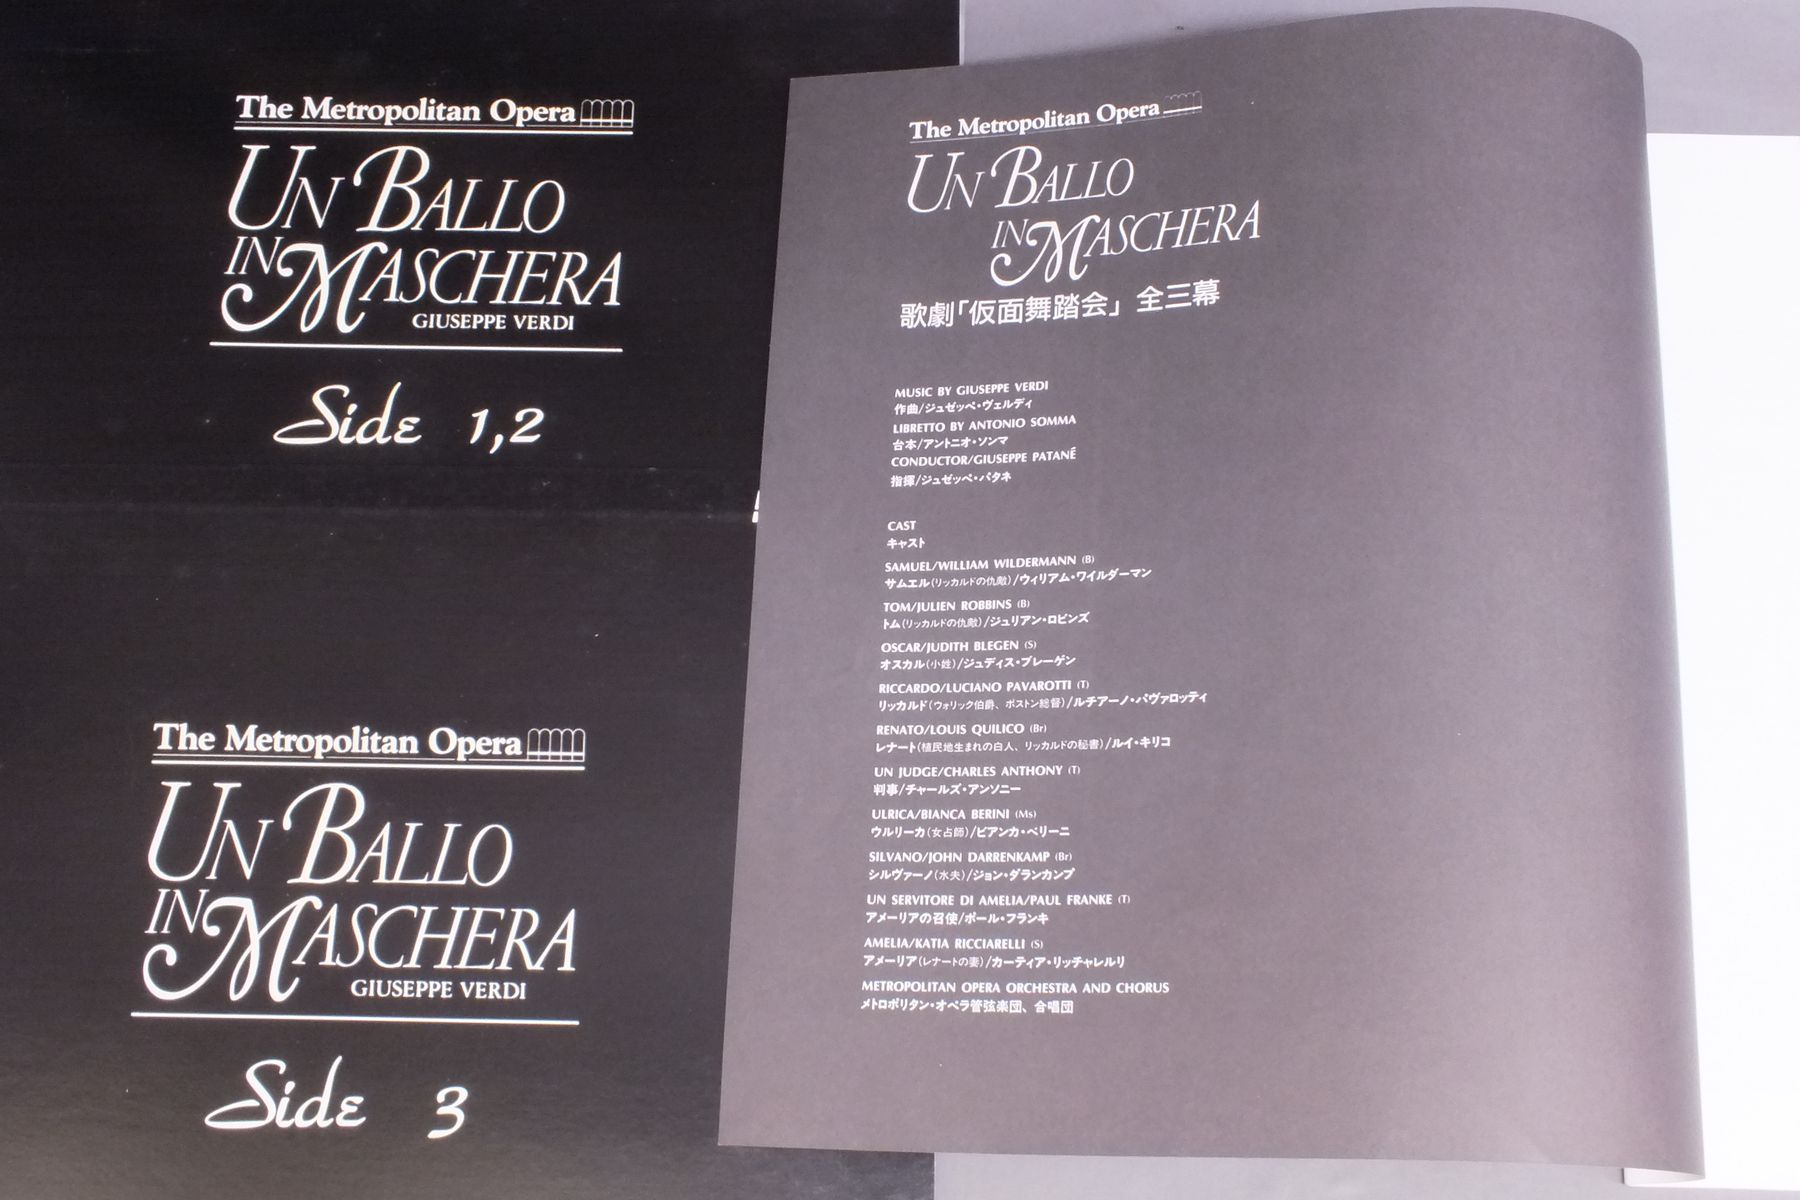 The Metropolitan Opera
UN BALLO
IN MASCHERA
GIUSEPPE VERDI
Side 1,2
The Metropolitan Opera
UN BALLO
IN MASCHERA
GIUSEPPE VERDI
Side 3
The Metropolitan Opera
UN BALLO
IN MASCHERA
歌劇「仮面舞踏会」全三幕
MUSIC BY GIUSEPPE VERDI
作曲/ジュゼッペ・ヴェルディ
LIBRETTO BY ANTONIO SOMMA
台本/アントニオ・ソンマ
CONDUCTOR/GIUSEPPE PATANÉ
指揮/ジュゼッペ・パタネ
CAST
キャスト
SAMUEL/WILLIAM WILDERMANN (B)
サムエル(リッカルドの仇敵)/ウィリアム・ワイルダーマン
TOM/JULIEN ROBBINS (B)
トム(リッカルドの仇敵)/ジュリアン・ロビンズ
OSCAR/JUDITH BLEGEN (S)
オスカル(小姓)/ジュディス・ブレーゲン
RICCARDO/LUCIANO PAVAROTTI (T)
リッカルド(ウォリック伯爵、ボストン総督)/ルチアーノ・パヴァロッティ
RENATO/LOUIS QUILICO (Br)
レナート(植民地生まれの白人、リッカルドの秘書)/ルイ・キリコ
UN JUDGE/CHARLES ANTHONY (T)
判事/チャールズ・アンソニー
ULRICA/BIANCA BERINI (Ms)
ウルリーカ(女占師)/ビアンカ・ベリーニ
SILVANO/JOHN DARRENKAMP (Br)
シルヴァーノ(水夫)/ジョン・ダランカンプ
UN SERVITORE DI AMELIA/PAUL FRANKE (T)
アメーリアの召使/ポール・フランキ
AMELIA/KATIA RICCIARELLI (S)
アメーリア(レナートの妻)/カーティア・リッチャレルリ
METROPOLITAN OPERA ORCHESTRA AND CHORUS
メトロポリタン・オペラ管弦楽団、合唱団